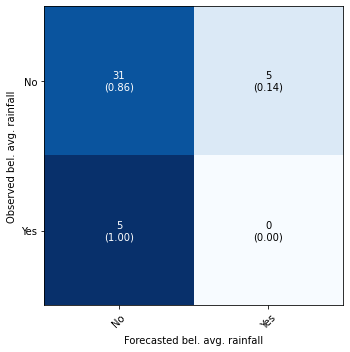 Observed bel. avg. rainfall
No
31
(0.86)
5
(0.14)
Yes
5
(1.00)
0
(0.00)
No
Yes
Forecasted bel. avg. rainfall